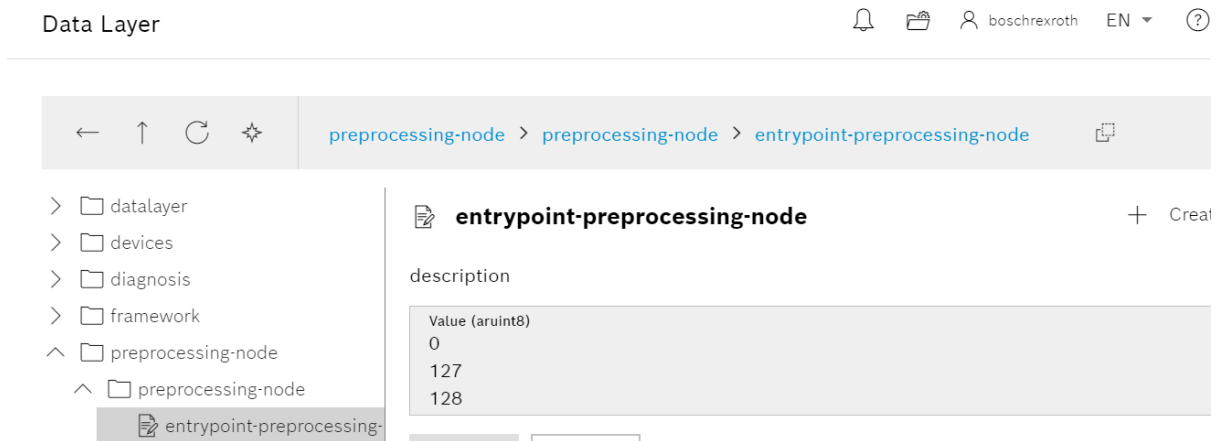 Data Layer
boschrexroth EN
preprocessing-node > preprocessing-node > entrypoint-preprocessing-node
datalayer
devices
diagnosis
framework
preprocessing-node
preprocessing-node
entrypoint-preprocessing-
entrypoint-preprocessing-node
+ Creat
description
Value (aruint8)
0
127
128